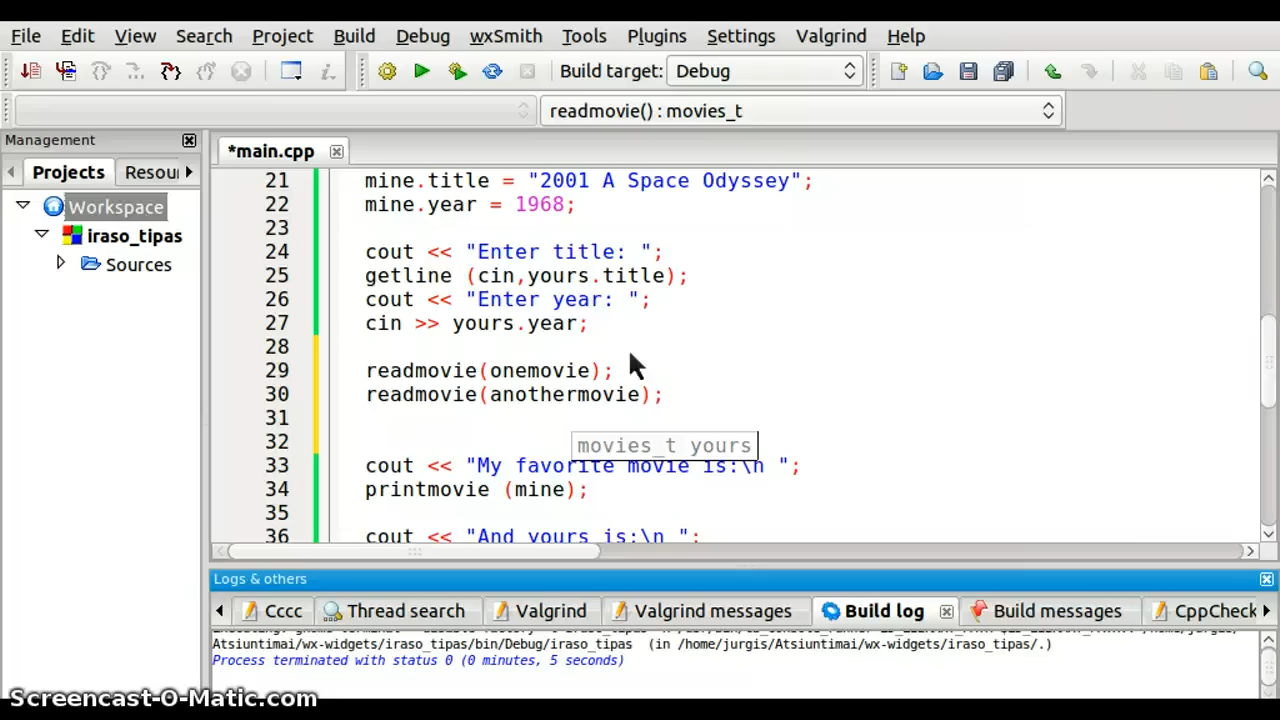 File Edit View Search Project Build Debug wxSmith Tools Plugins Settings Valgrind Help
Build target: Debug
readmovie() : movies_t
Management
*main.cpp
Projects Resou
Workspace
iraso_tipas
Sources
21 mine.title = "2001 A Space Odyssey";
22 mine.year = 1968;
23
24 cout << "Enter title: ";
25 getline (cin,yours.title);
26 cout << "Enter year: ";
27 cin >> yours.year;
28
29 readmovie(onemovie);
30 readmovie(anothermovie);
31
32
movies_t yours
33 cout << "My favorite movie is:\n ";
34 printmovie (mine);
35
36 cout << "And yours is:\n ";
Logs & others
Cccc Thread search Valgrind Valgrind messages Build log Build messages CppCheck
Atsiuntimai/wx-widgets/iraso_tipas/bin/Debug/iraso_tipas (in /home/jurgis/Atsiuntimai/wx-widgets/iraso_tipas/.)
Process terminated with status 0 (0 minutes, 5 seconds)
Screencast-O-Matic.com